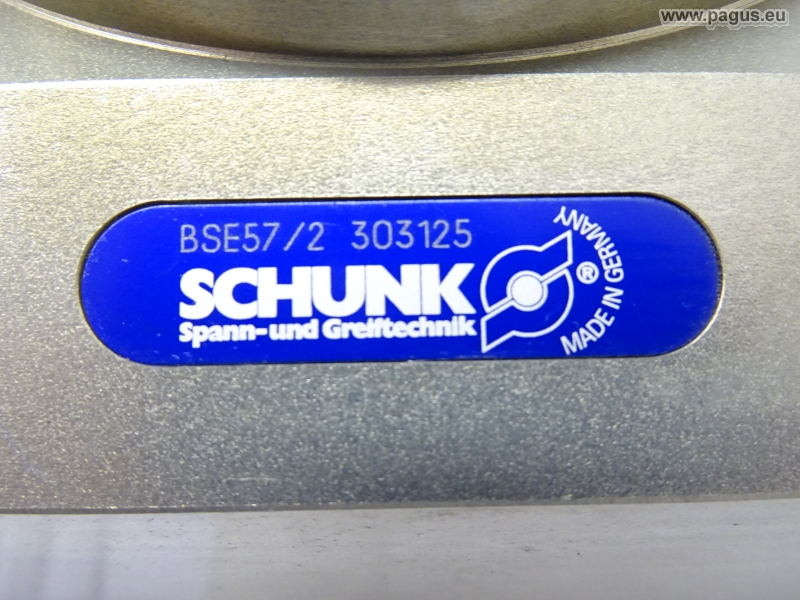 www.pagus.eu
BSE57/2 303125
SCHUNK
Spann-und Greiftechnik
®
MADE IN GERMANY